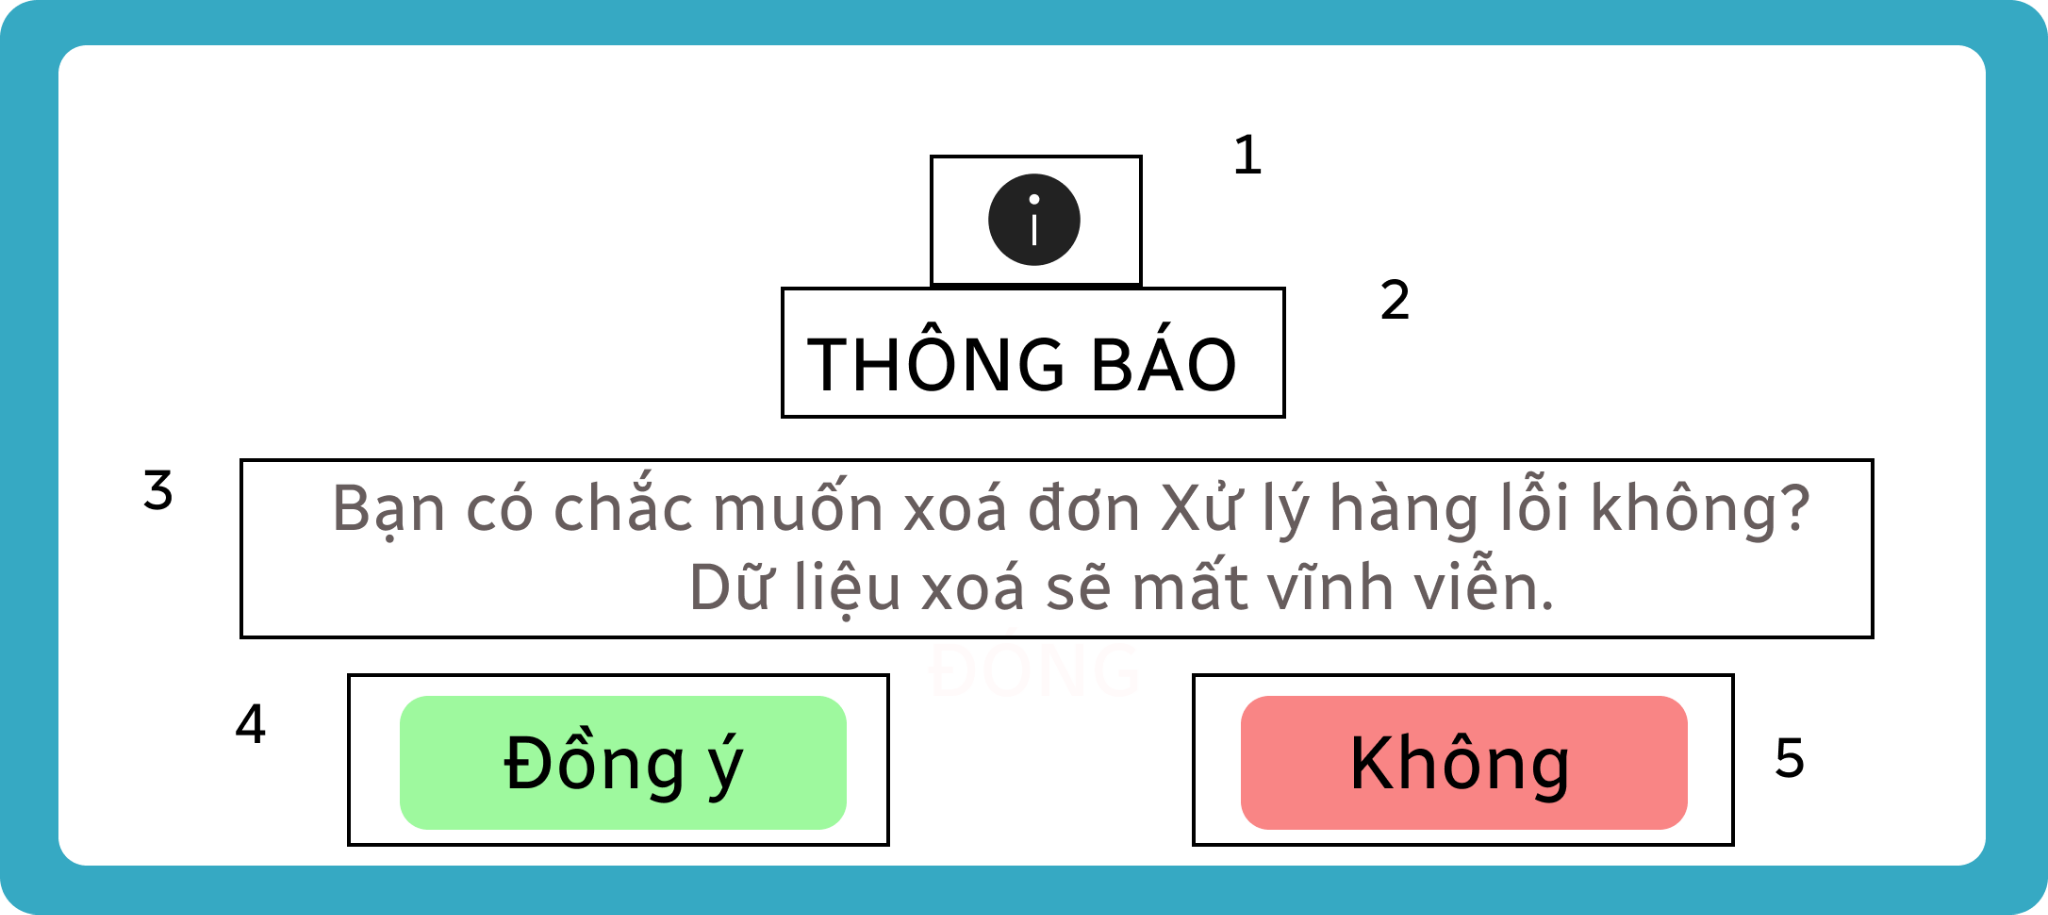 1
i
2
THÔNG BÁO
3
Bạn có chắc muốn xoá đơn Xử lý hàng lỗi không?
Dữ liệu xoá sẽ mất vĩnh viễn.
ĐÓNG
4
Đồng ý
Không
5